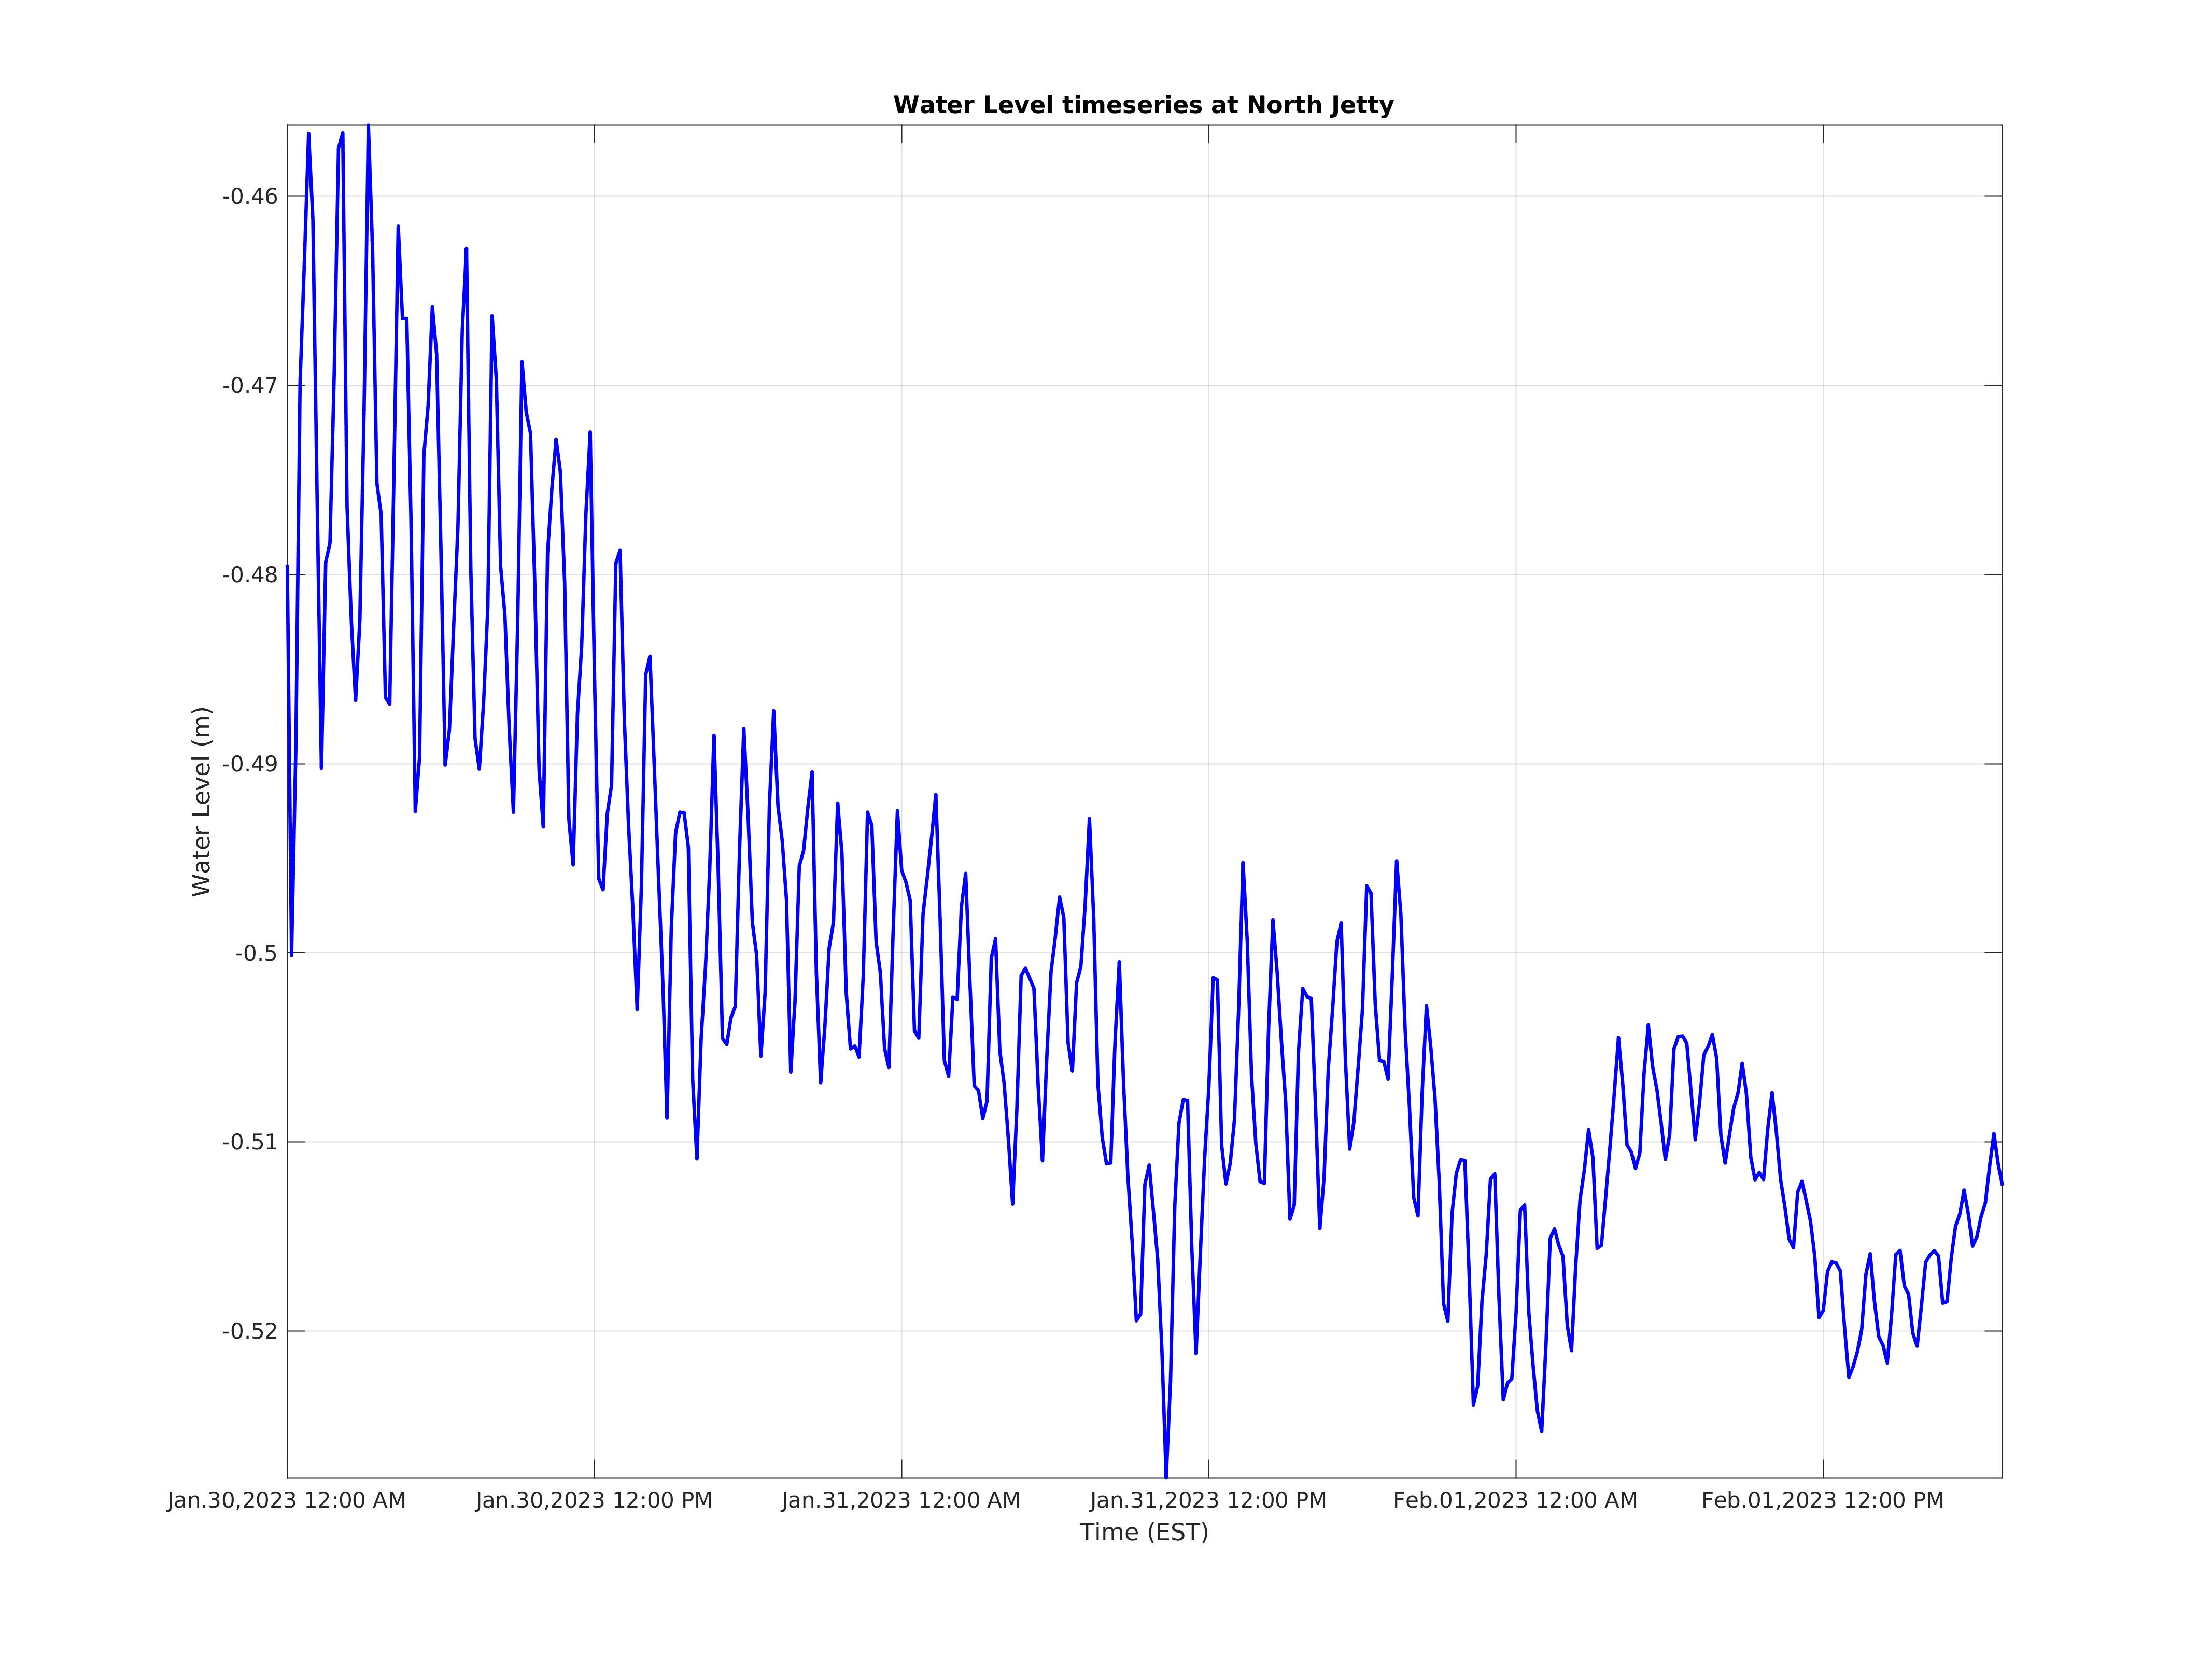 Water Level timeseries at North Jetty
-0.46
-0.47
-0.48
-0.49
-0.5
-0.51
-0.52
Water Level (m)
Jan.30,2023 12:00 AM
Jan.30,2023 12:00 PM
Jan.31,2023 12:00 AM
Jan.31,2023 12:00 PM
Feb.01,2023 12:00 AM
Feb.01,2023 12:00 PM
Time (EST)